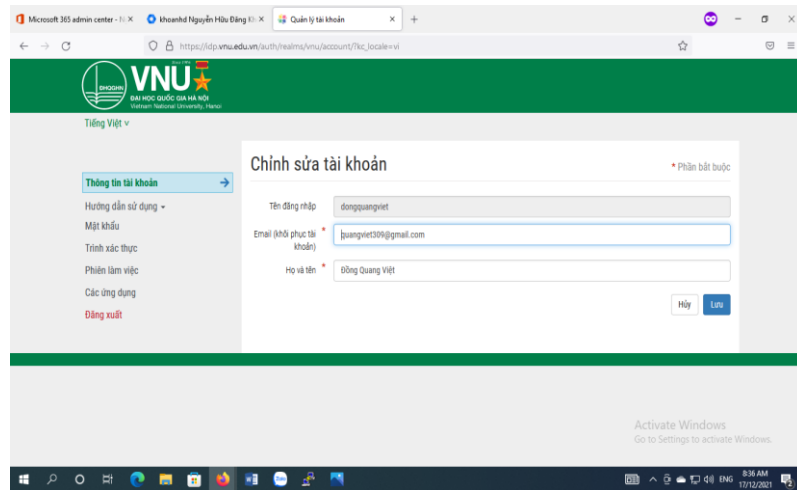 Microsoft 365 admin center - N
khoanhd Nguyễn Hữu Đăng Kh
Quản lý tài khoản
https://idp.vnu.edu.vn/auth/realms/vnu/account/?kc_locale=vi
ĐHQGHN
VNU
ĐẠI HỌC QUỐC GIA HÀ NỘI
Vietnam National University, Hanoi
Tiếng Việt
Chỉnh sửa tài khoản
* Phần bắt buộc
Thông tin tài khoản
Hướng dẫn sử dụng
Mật khẩu
Trình xác thực
Phiên làm việc
Các ứng dụng
Đăng xuất
Tên đăng nhập
dongquangviet
Email (khôi phục tài khoản) *
quangviet309@gmail.com
Họ và tên *
Đồng Quang Việt
Hủy
Lưu
Activate Windows
Go to Settings to activate Windows.
ENG
8:36 AM
17/12/2021